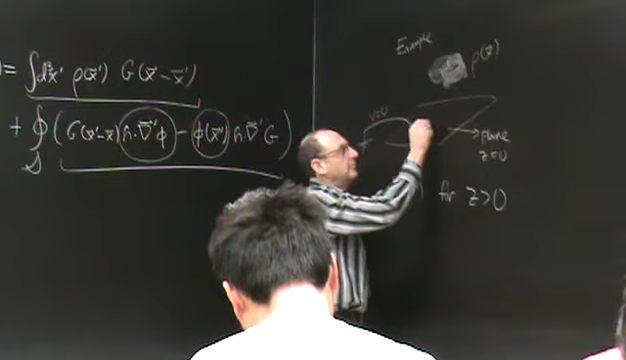 ) = ∫d³x' ρ(x⃗') G(x⃗-x⃗')
+ ∮_S (G(x⃗'-x⃗) n̂·∇⃗'φ - φ(x⃗') n̂·∇⃗'G)
Example
ρ(x⃗)
V=0
plane
z=0
for z>0